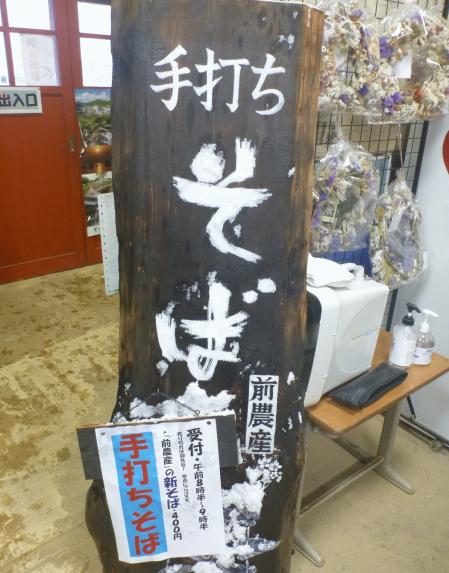 手打ち
そば
前農産
受付・午前8時半〜9時半
・「前農産」の新そば・400円
手打ちそば
出入口